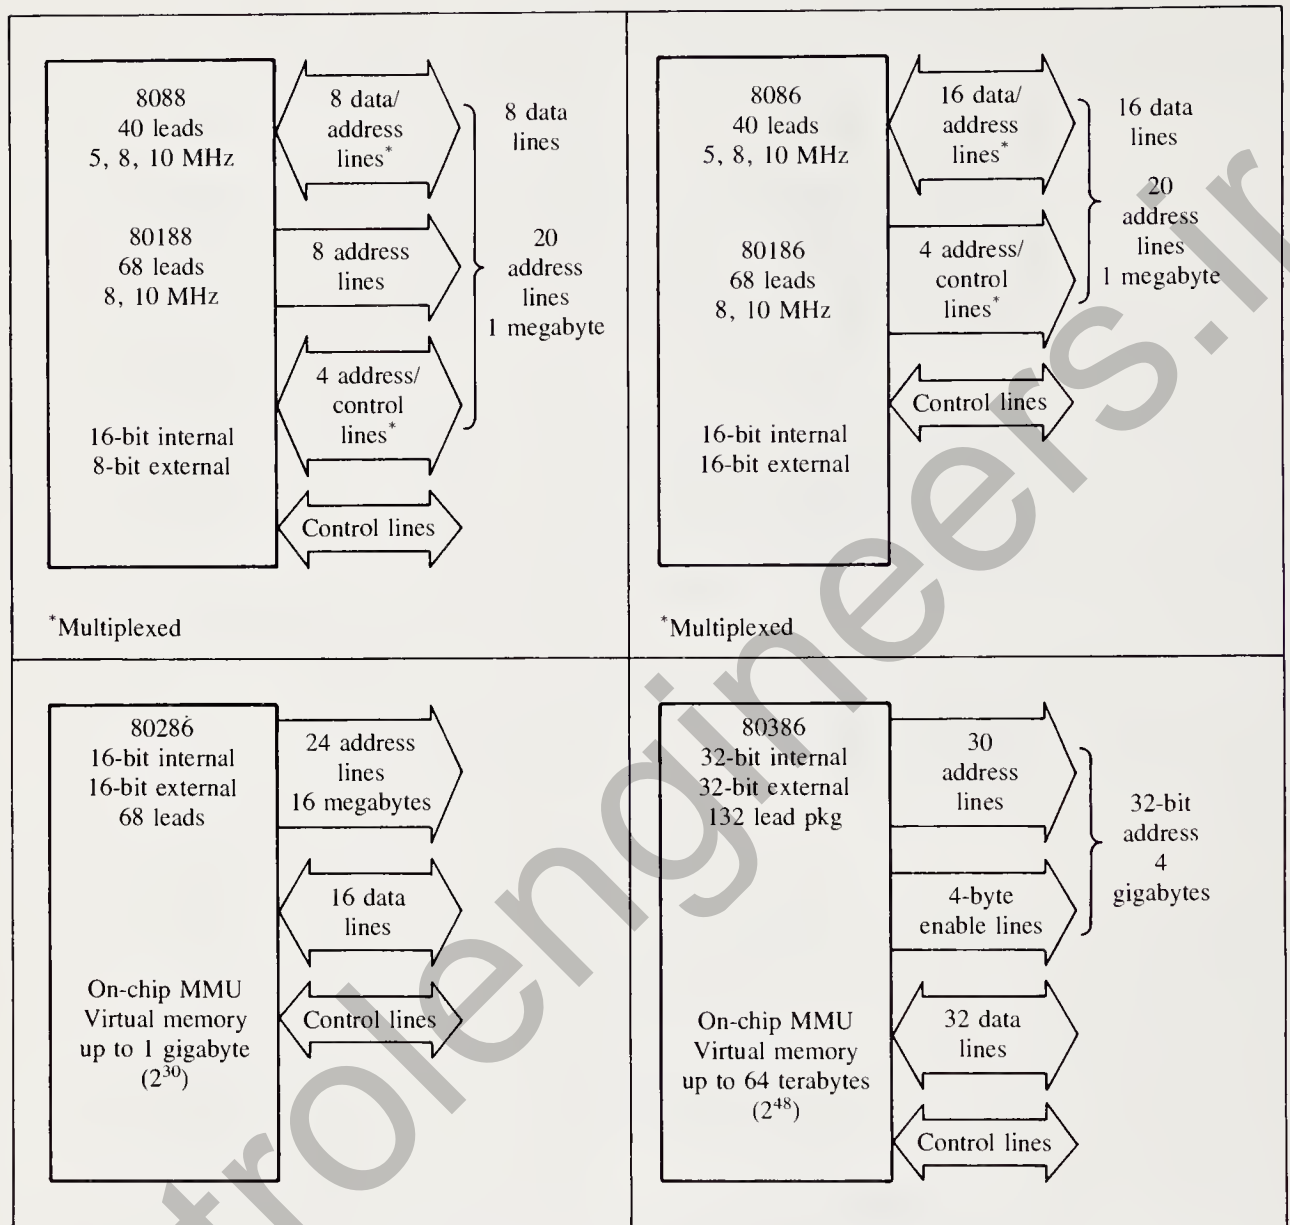 8088
40 leads
5, 8, 10 MHz
80188
68 leads
8, 10 MHz
16-bit internal
8-bit external
8 data/
address
lines*
8 address
lines
4 address/
control
lines*
Control lines
8 data
lines
20
address
lines
1 megabyte
*Multiplexed
8086
40 leads
5, 8, 10 MHz
80186
68 leads
8, 10 MHz
16-bit internal
16-bit external
16 data/
address
lines*
4 address/
control
lines*
Control lines
16 data
lines
20
address
lines
1 megabyte
*Multiplexed
80286
16-bit internal
16-bit external
68 leads
On-chip MMU
Virtual memory
up to 1 gigabyte
(2³⁰)
24 address
lines
16 megabytes
16 data
lines
Control lines
80386
32-bit internal
32-bit external
132 lead pkg
On-chip MMU
Virtual memory
up to 64 terabytes
(2⁴⁸)
30
address
lines
4-byte
enable lines
32 data
lines
Control lines
32-bit
address
4
gigabytes
trolengineers.ir